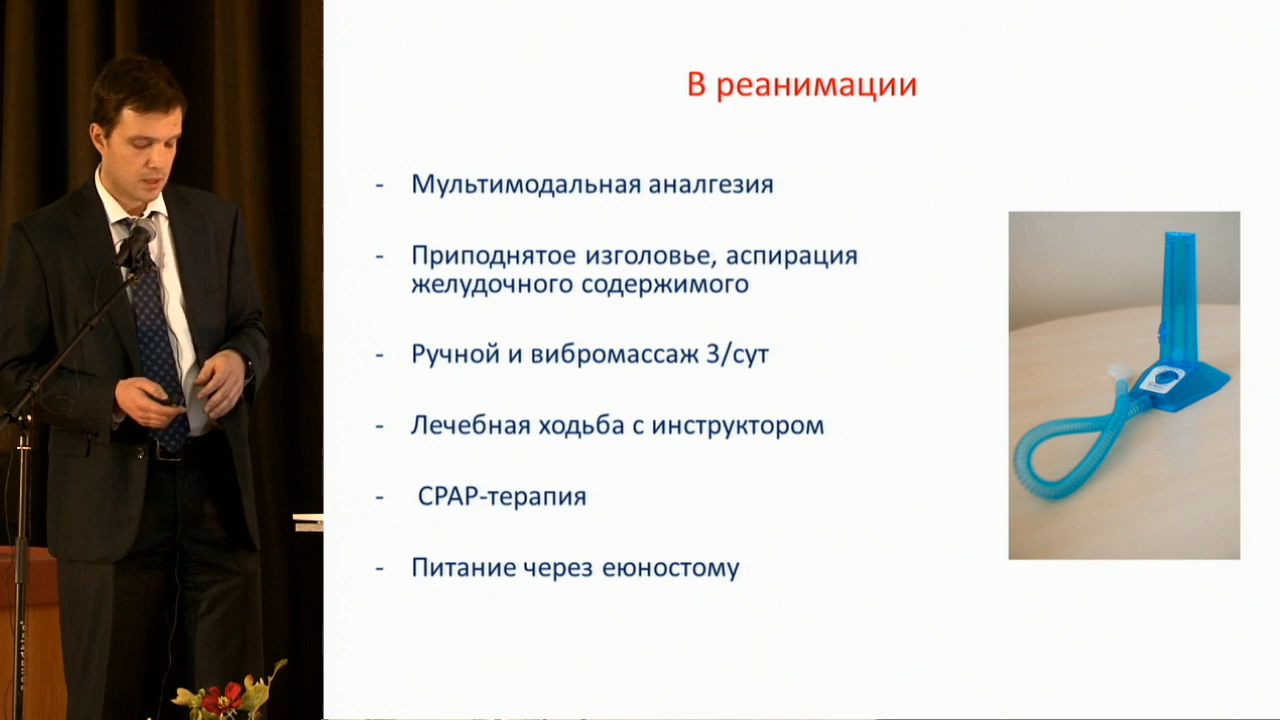 В реанимации
- Мультимодальная аналгезия
- Приподнятое изголовье, аспирация
желудочного содержимого
- Ручной и вибромассаж 3/сут
- Лечебная ходьба с инструктором
- СРАР-терапия
- Питание через еюностому